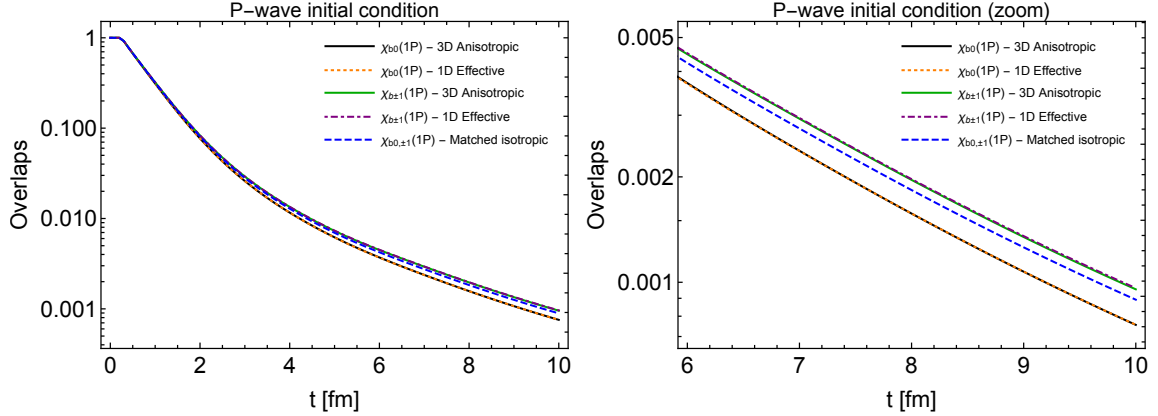 P-wave initial condition
1
0.100
0.010
0.001
Overlaps
0
2
4
6
8
10
t [fm]
χb0(1P) – 3D Anisotropic
χb0(1P) – 1D Effective
χb±1(1P) – 3D Anisotropic
χb±1(1P) – 1D Effective
χb0,±1(1P) – Matched isotropic
P-wave initial condition (zoom)
0.005
0.002
0.001
Overlaps
6
7
8
9
10
t [fm]
χb0(1P) – 3D Anisotropic
χb0(1P) – 1D Effective
χb±1(1P) – 3D Anisotropic
χb±1(1P) – 1D Effective
χb0,±1(1P) – Matched isotropic